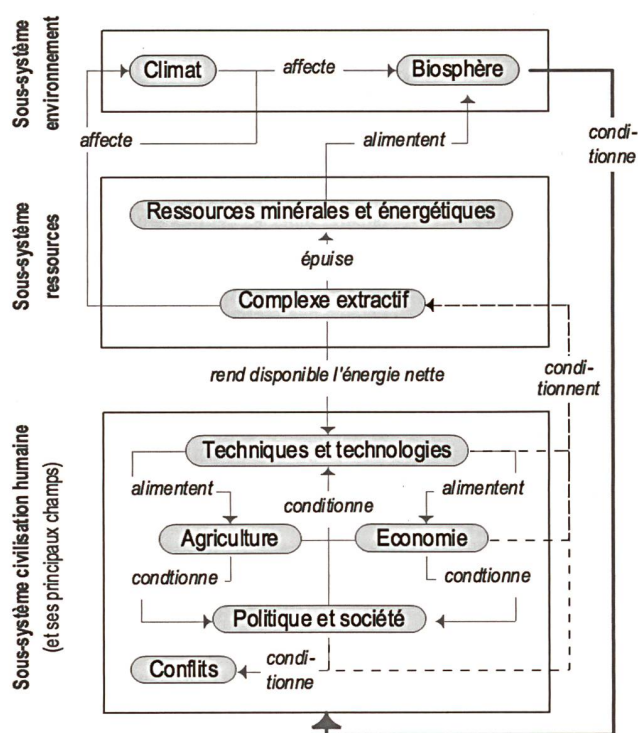 Sous-système
environnement
Climat
affecte
Biosphère
affecte
alimentent
condi-
tionne
Sous-système
ressources
Ressources minérales et énergétiques
épuise
Complexe extractif
rend disponible l'énergie nette
condi-
tionnent
Sous-système civilisation humaine
(et ses principaux champs)
Techniques et technologies
alimentent
conditionne
alimentent
Agriculture
Economie
condtionne
condtionne
Politique et société
Conflits
condi-
tionne